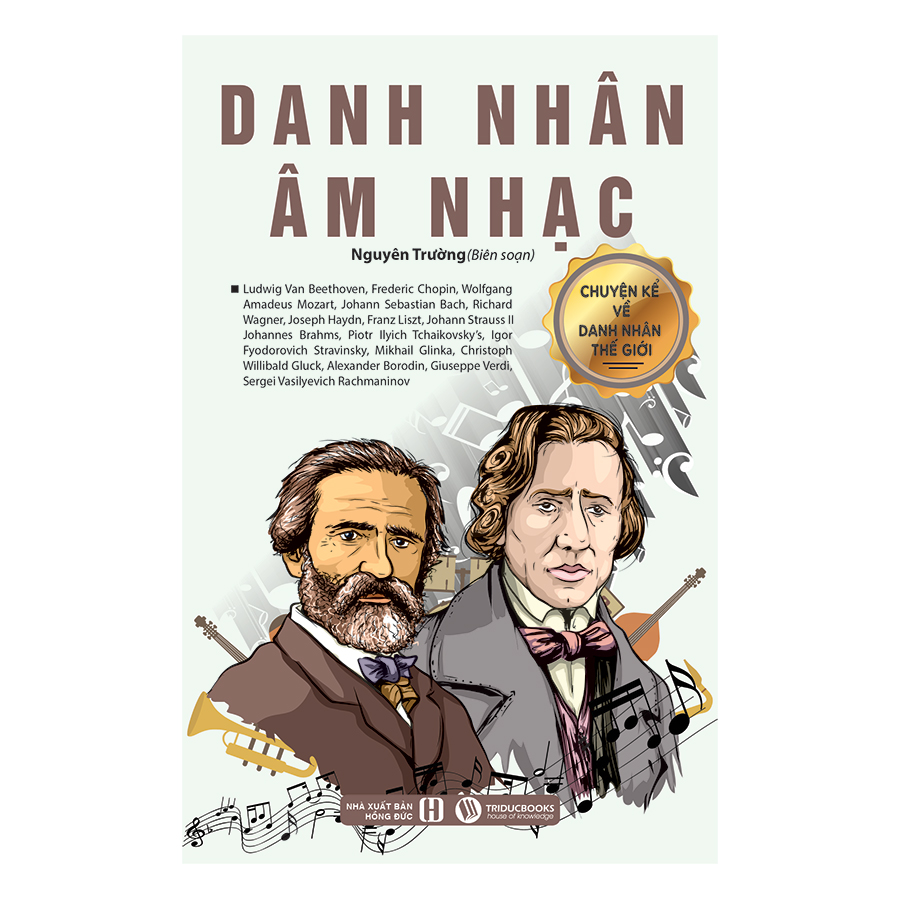 DANH NHÂN
ÂM NHẠC
Nguyên Trường(Biên soạn)
■ Ludwig Van Beethoven, Frederic Chopin, Wolfgang
Amadeus Mozart, Johann Sebastian Bach, Richard
Wagner, Joseph Haydn, Franz Liszt, Johann Strauss II
Johannes Brahms, Piotr Ilyich Tchaikovsky's, Igor
Fyodorovich Stravinsky, Mikhail Glinka, Christoph
Willibald Gluck, Alexander Borodin, Giuseppe Verdi,
Sergei Vasilyevich Rachmaninov
CHUYỆN KỂ
VỀ
DANH NHÂN
THẾ GIỚI
NHÀ XUẤT BẢN
HỒNG ĐỨC
H
TRIDUCBOOKS
house of knowledge